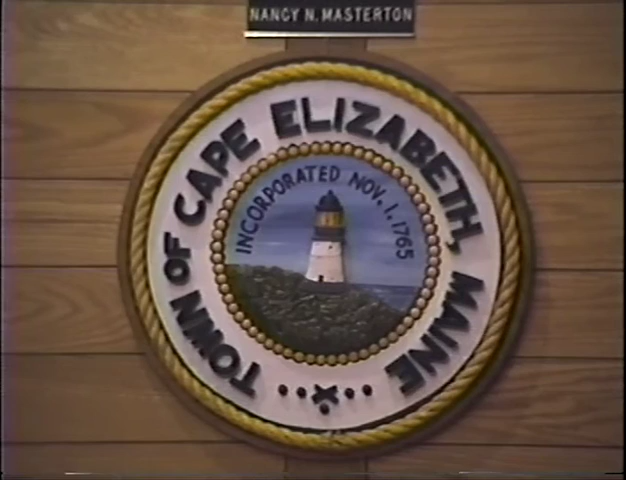 NANCY N. MASTERTON
TOWN OF CAPE ELIZABETH, MAINE
INCORPORATED NOV. 1, 1765